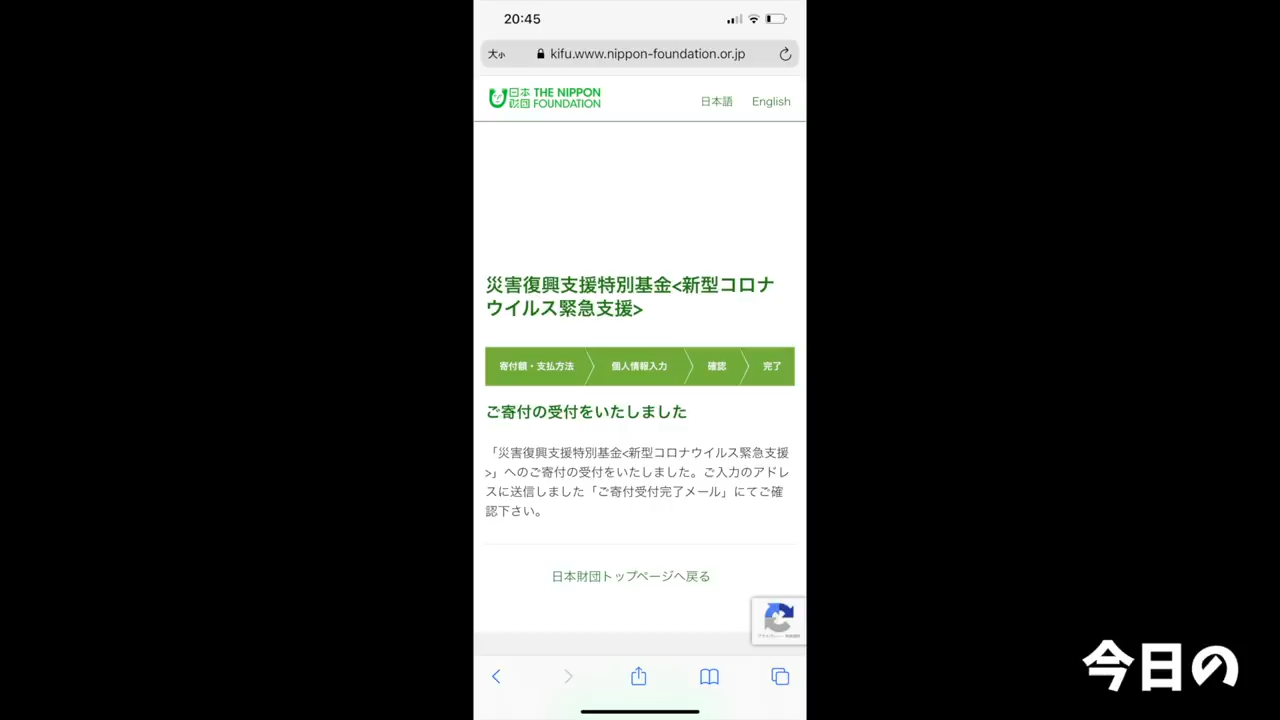 20:45
大小 kifu.www.nippon-foundation.or.jp
日本 THE NIPPON
財団 FOUNDATION
日本語 English
災害復興支援特別基金<新型コロナ
ウイルス緊急支援>
寄付額・支払方法 個人情報入力 確認 完了
ご寄付の受付をいたしました
「災害復興支援特別基金<新型コロナウイルス緊急支援
>」へのご寄付の受付をいたしました。ご入力のアドレ
スに送信しました「ご寄付受付完了メール」にてご確
認下さい。
日本財団トップページへ戻る
今日の